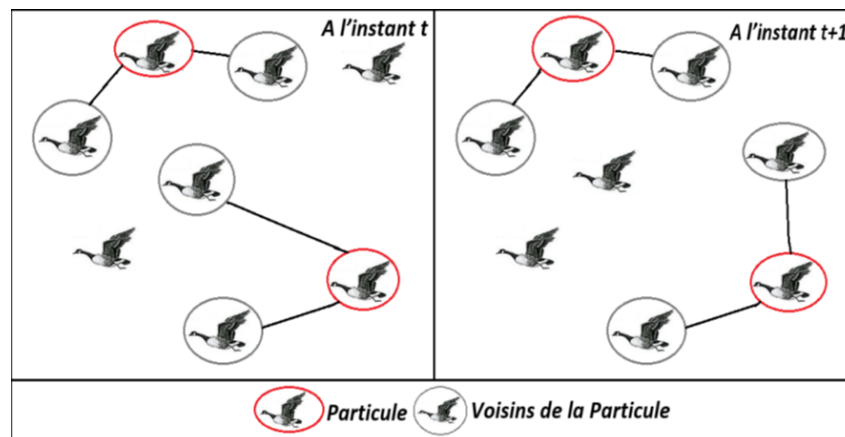 A l'instant t
A l'instant t+1
Particule
Voisins de la Particule